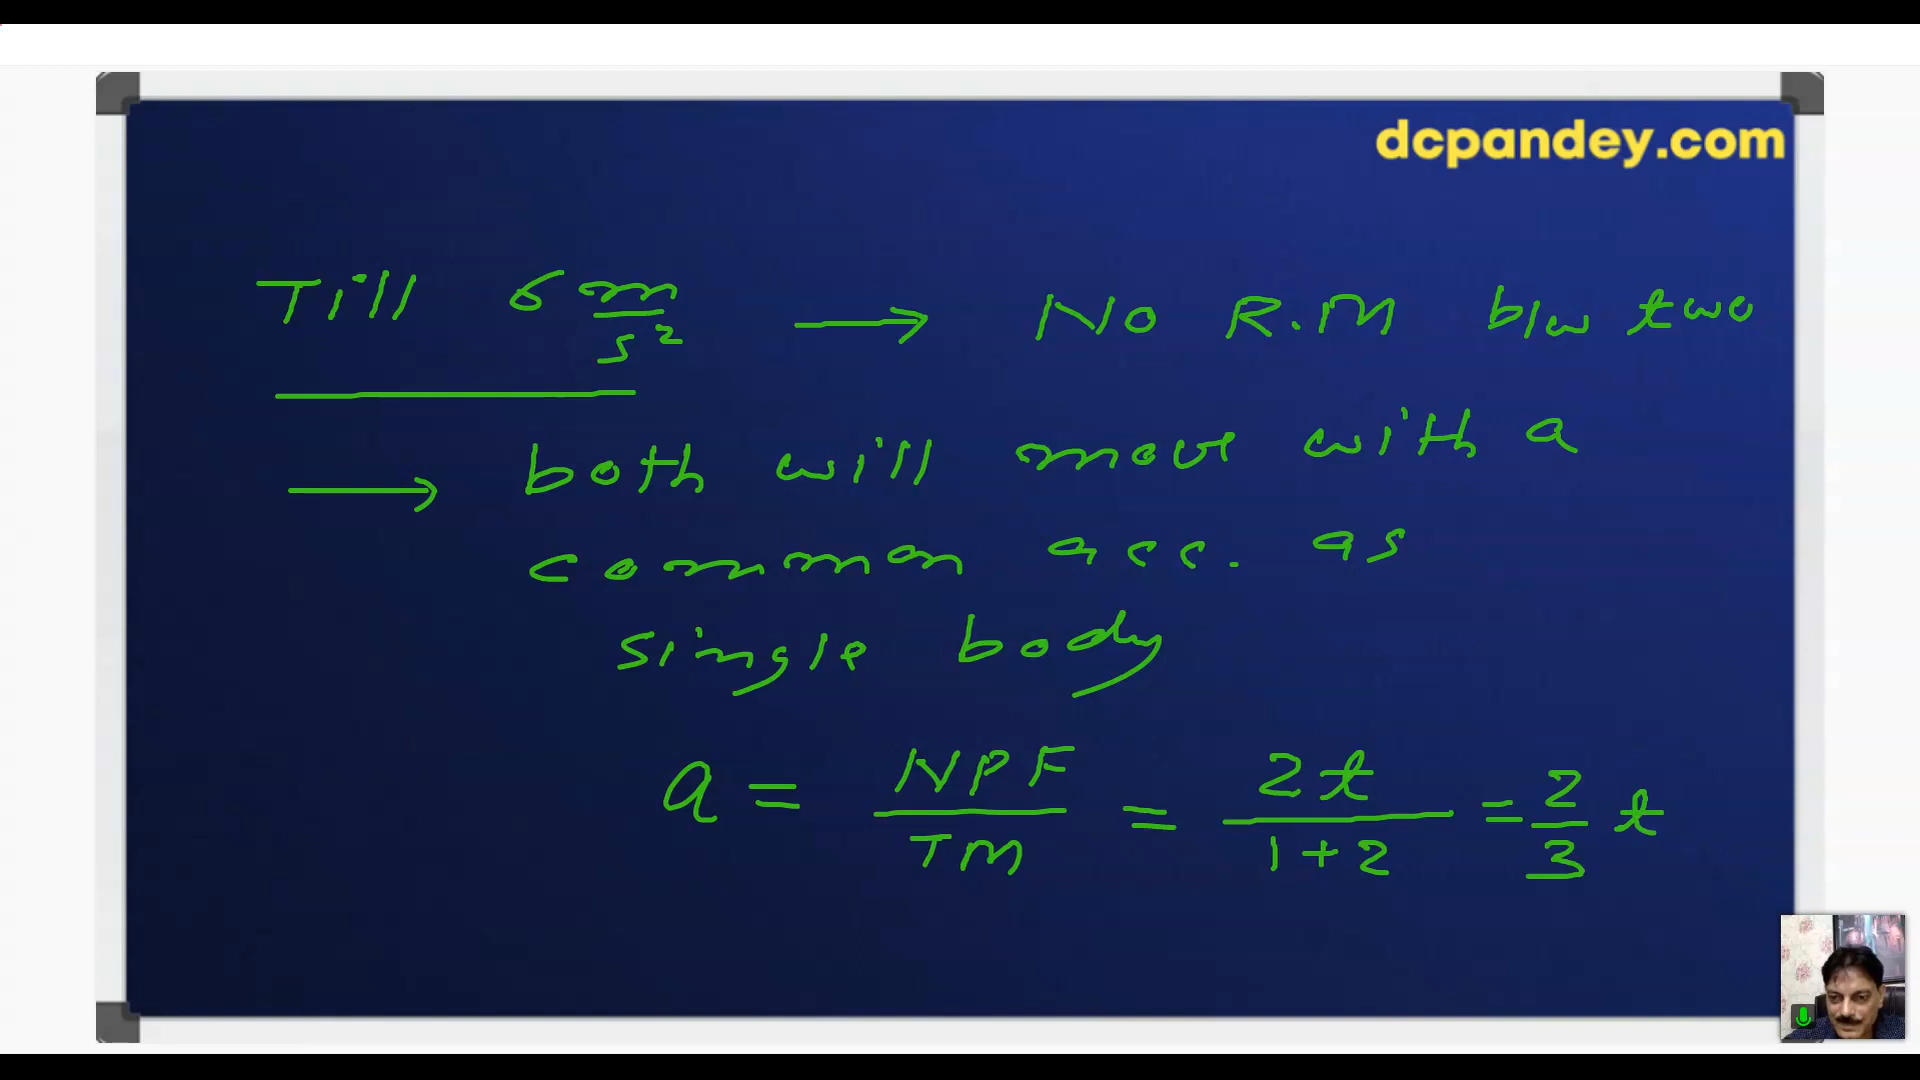 dcpandey.com
Till 6 m/s² → No R.M b/w two
→ both will move with a
common acc. as
single body
a = NPF/TM = 2t/1+2 = 2/3 t